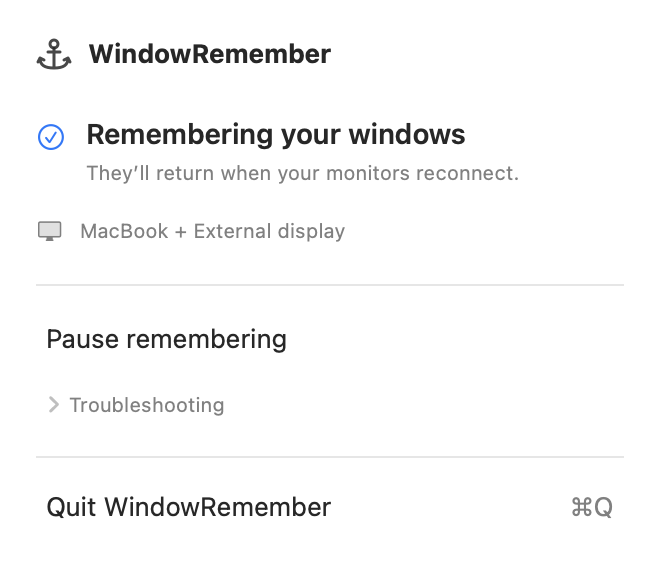 WindowRemember
Remembering your windows
They’ll return when your monitors reconnect.
MacBook + External display
Pause remembering
Troubleshooting
Quit WindowRemember ⌘Q